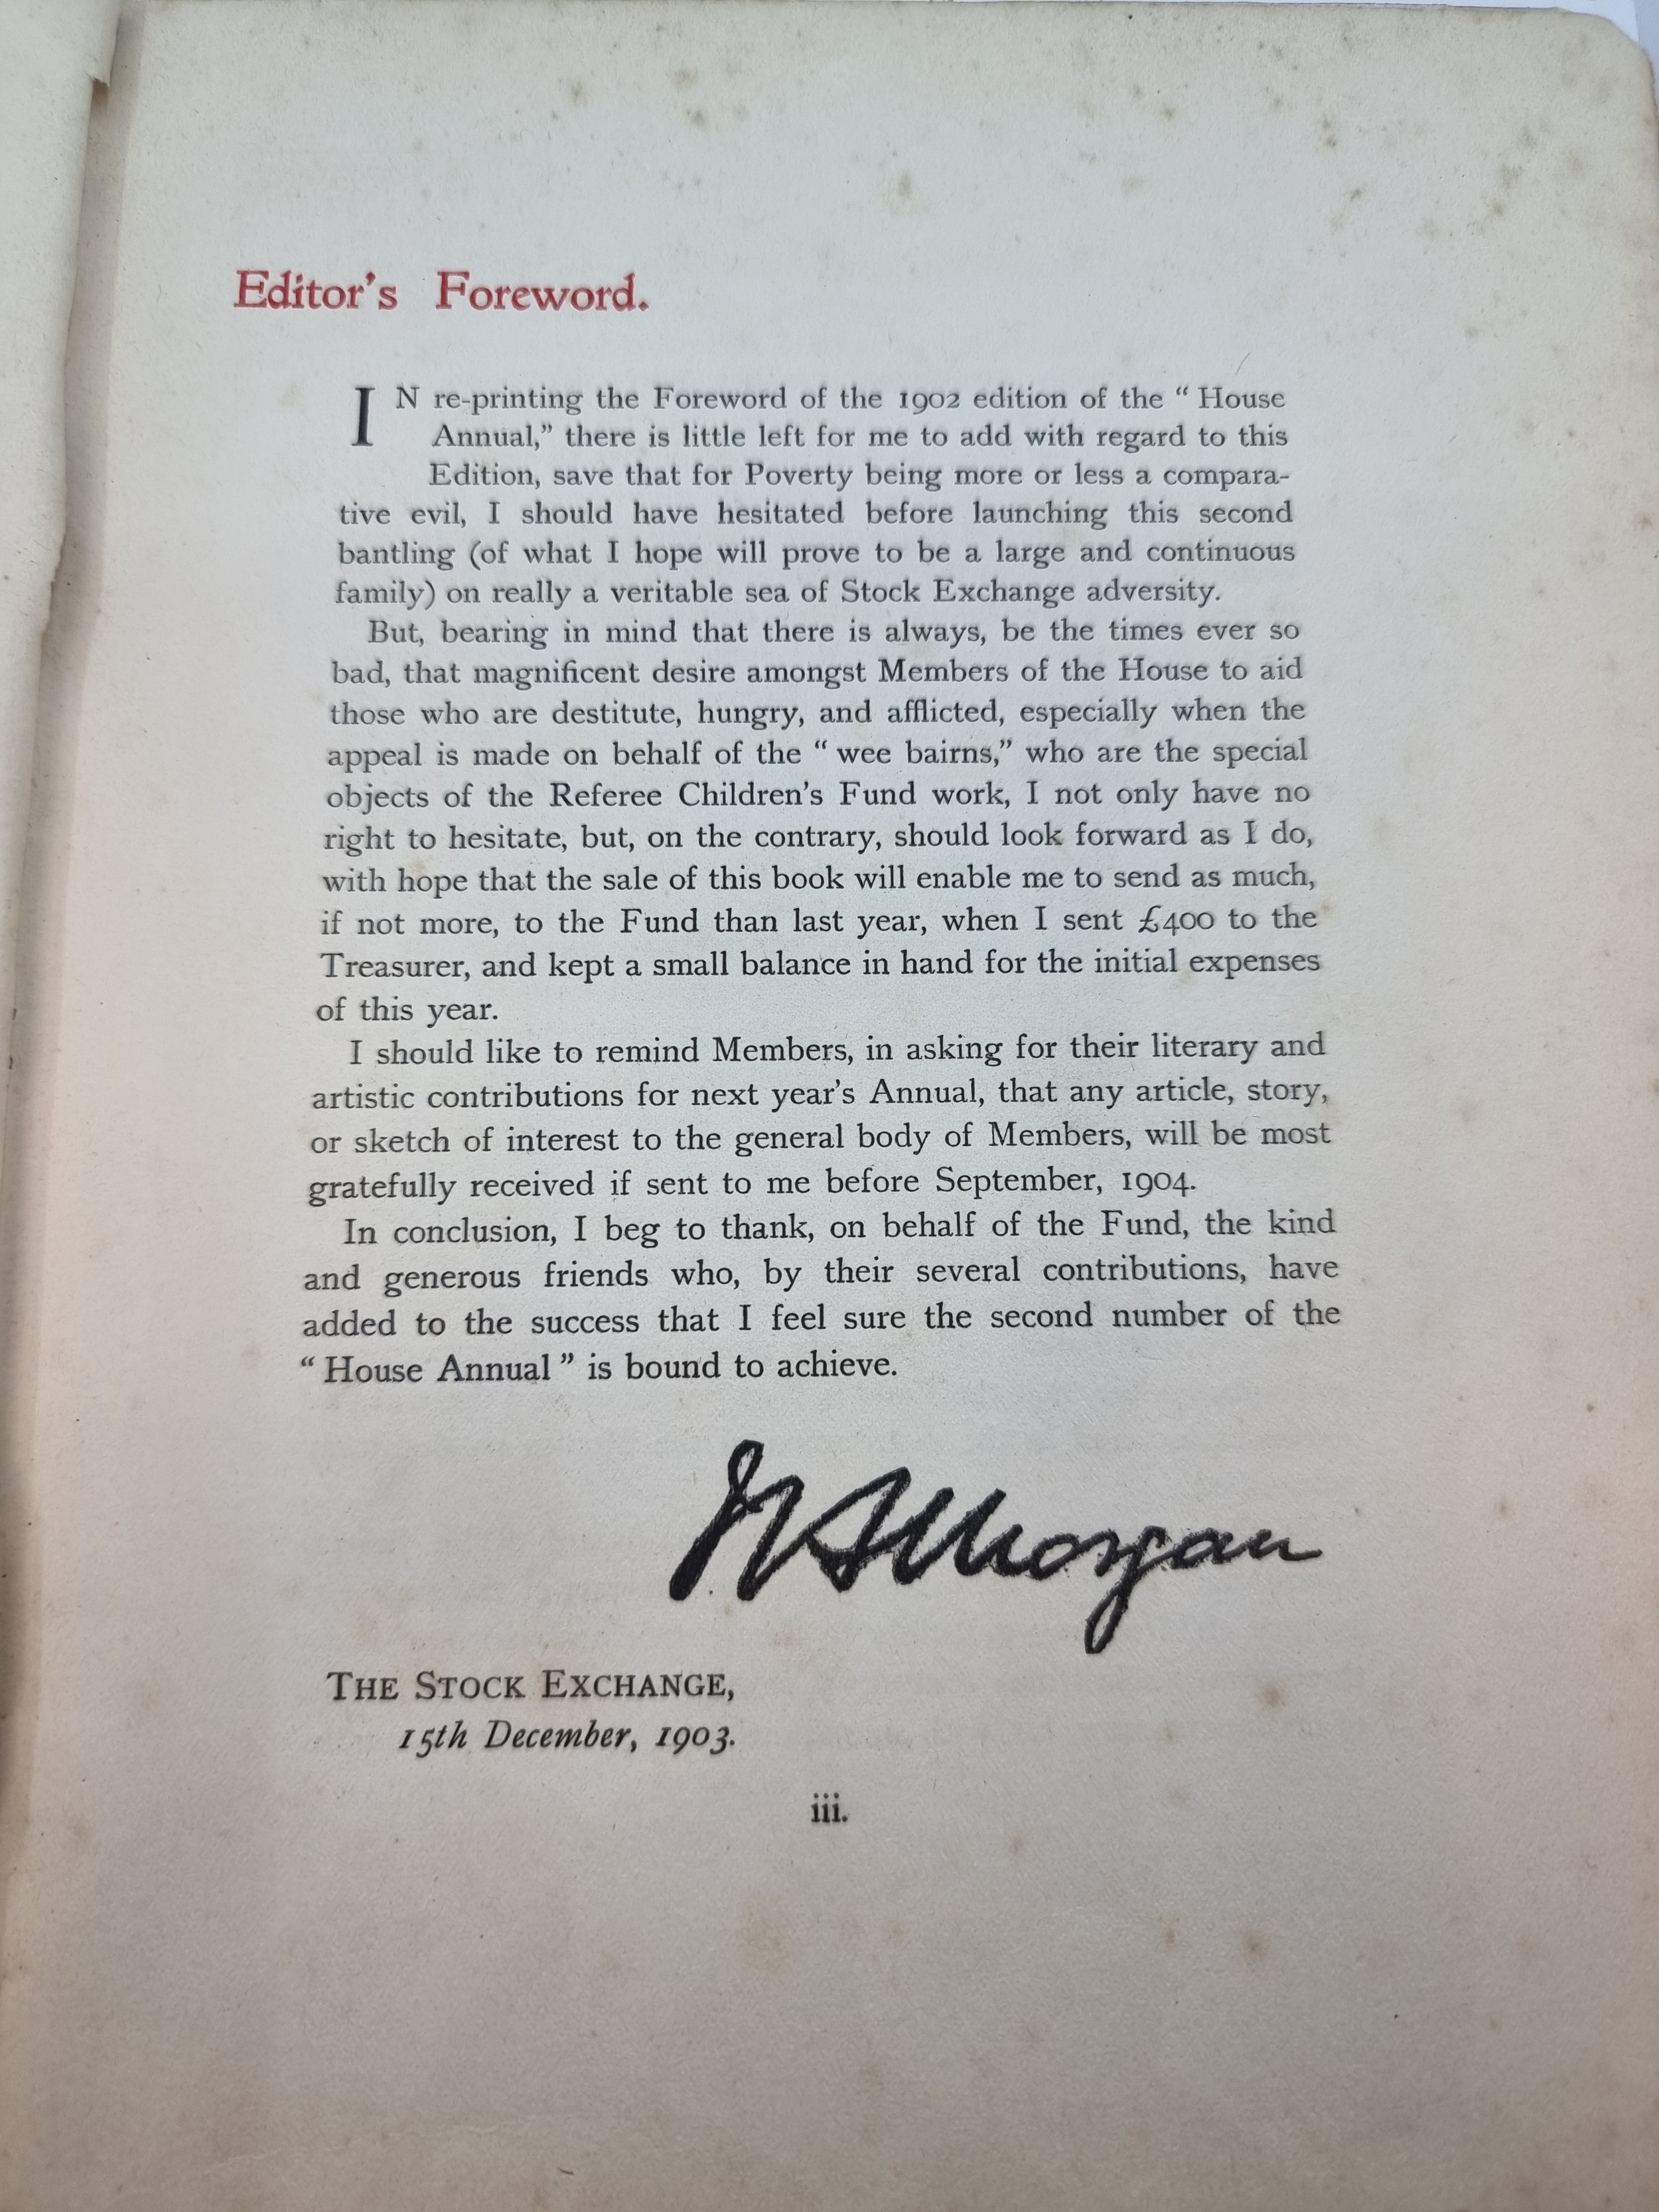 Editor's Foreword.
IN re-printing the Foreword of the 1902 edition of the “ House
Annual,” there is little left for me to add with regard to this
Edition, save that for Poverty being more or less a compara-
tive evil, I should have hesitated before launching this second
bantling (of what I hope will prove to be a large and continuous
family) on really a veritable sea of Stock Exchange adversity.
But, bearing in mind that there is always, be the times ever so
bad, that magnificent desire amongst Members of the House to aid
those who are destitute, hungry, and afflicted, especially when the
appeal is made on behalf of the “ wee bairns,” who are the special
objects of the Referee Children's Fund work, I not only have no
right to hesitate, but, on the contrary, should look forward as I do,
with hope that the sale of this book will enable me to send as much,
if not more, to the Fund than last year, when I sent £400 to the
Treasurer, and kept a small balance in hand for the initial expenses
of this year.
I should like to remind Members, in asking for their literary and
artistic contributions for next year's Annual, that any article, story,
or sketch of interest to the general body of Members, will be most
gratefully received if sent to me before September, 1904.
In conclusion, I beg to thank, on behalf of the Fund, the kind
and generous friends who, by their several contributions, have
added to the success that I feel sure the second number of the
“ House Annual ” is bound to achieve.
Morgan
THE STOCK EXCHANGE,
15th December, 1903.
iii.